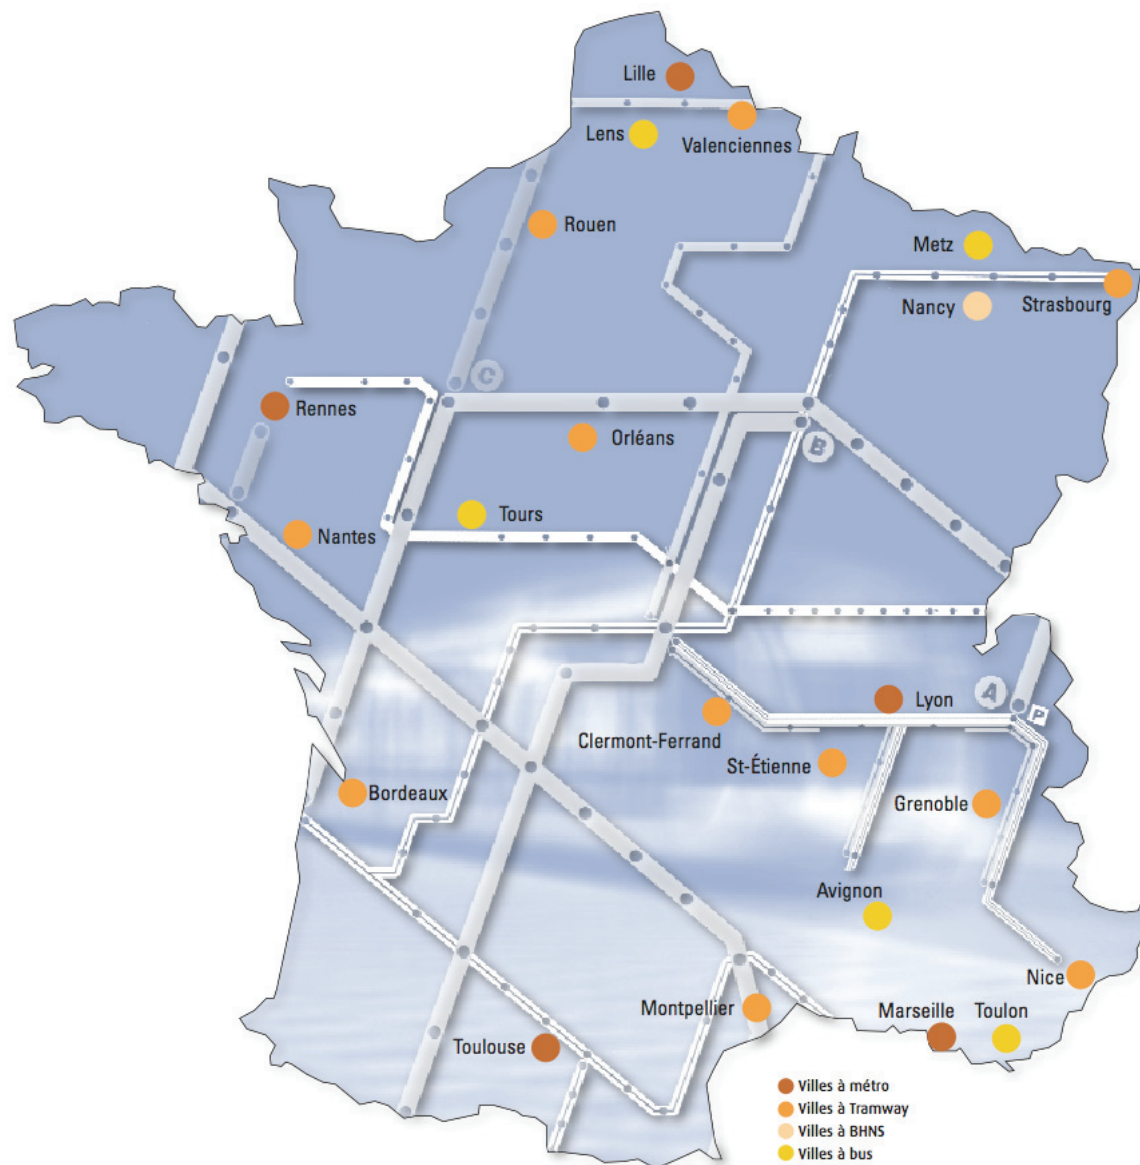 Lille
Lens
Valenciennes
Rouen
Metz
Nancy
Strasbourg
C
Rennes
Orléans
B
Tours
Nantes
A
P
Lyon
Clermont-Ferrand
St-Étienne
Bordeaux
Grenoble
Avignon
Nice
Montpellier
Marseille
Toulon
Toulouse
Villes à métro
Villes à Tramway
Villes à BHNS
Villes à bus